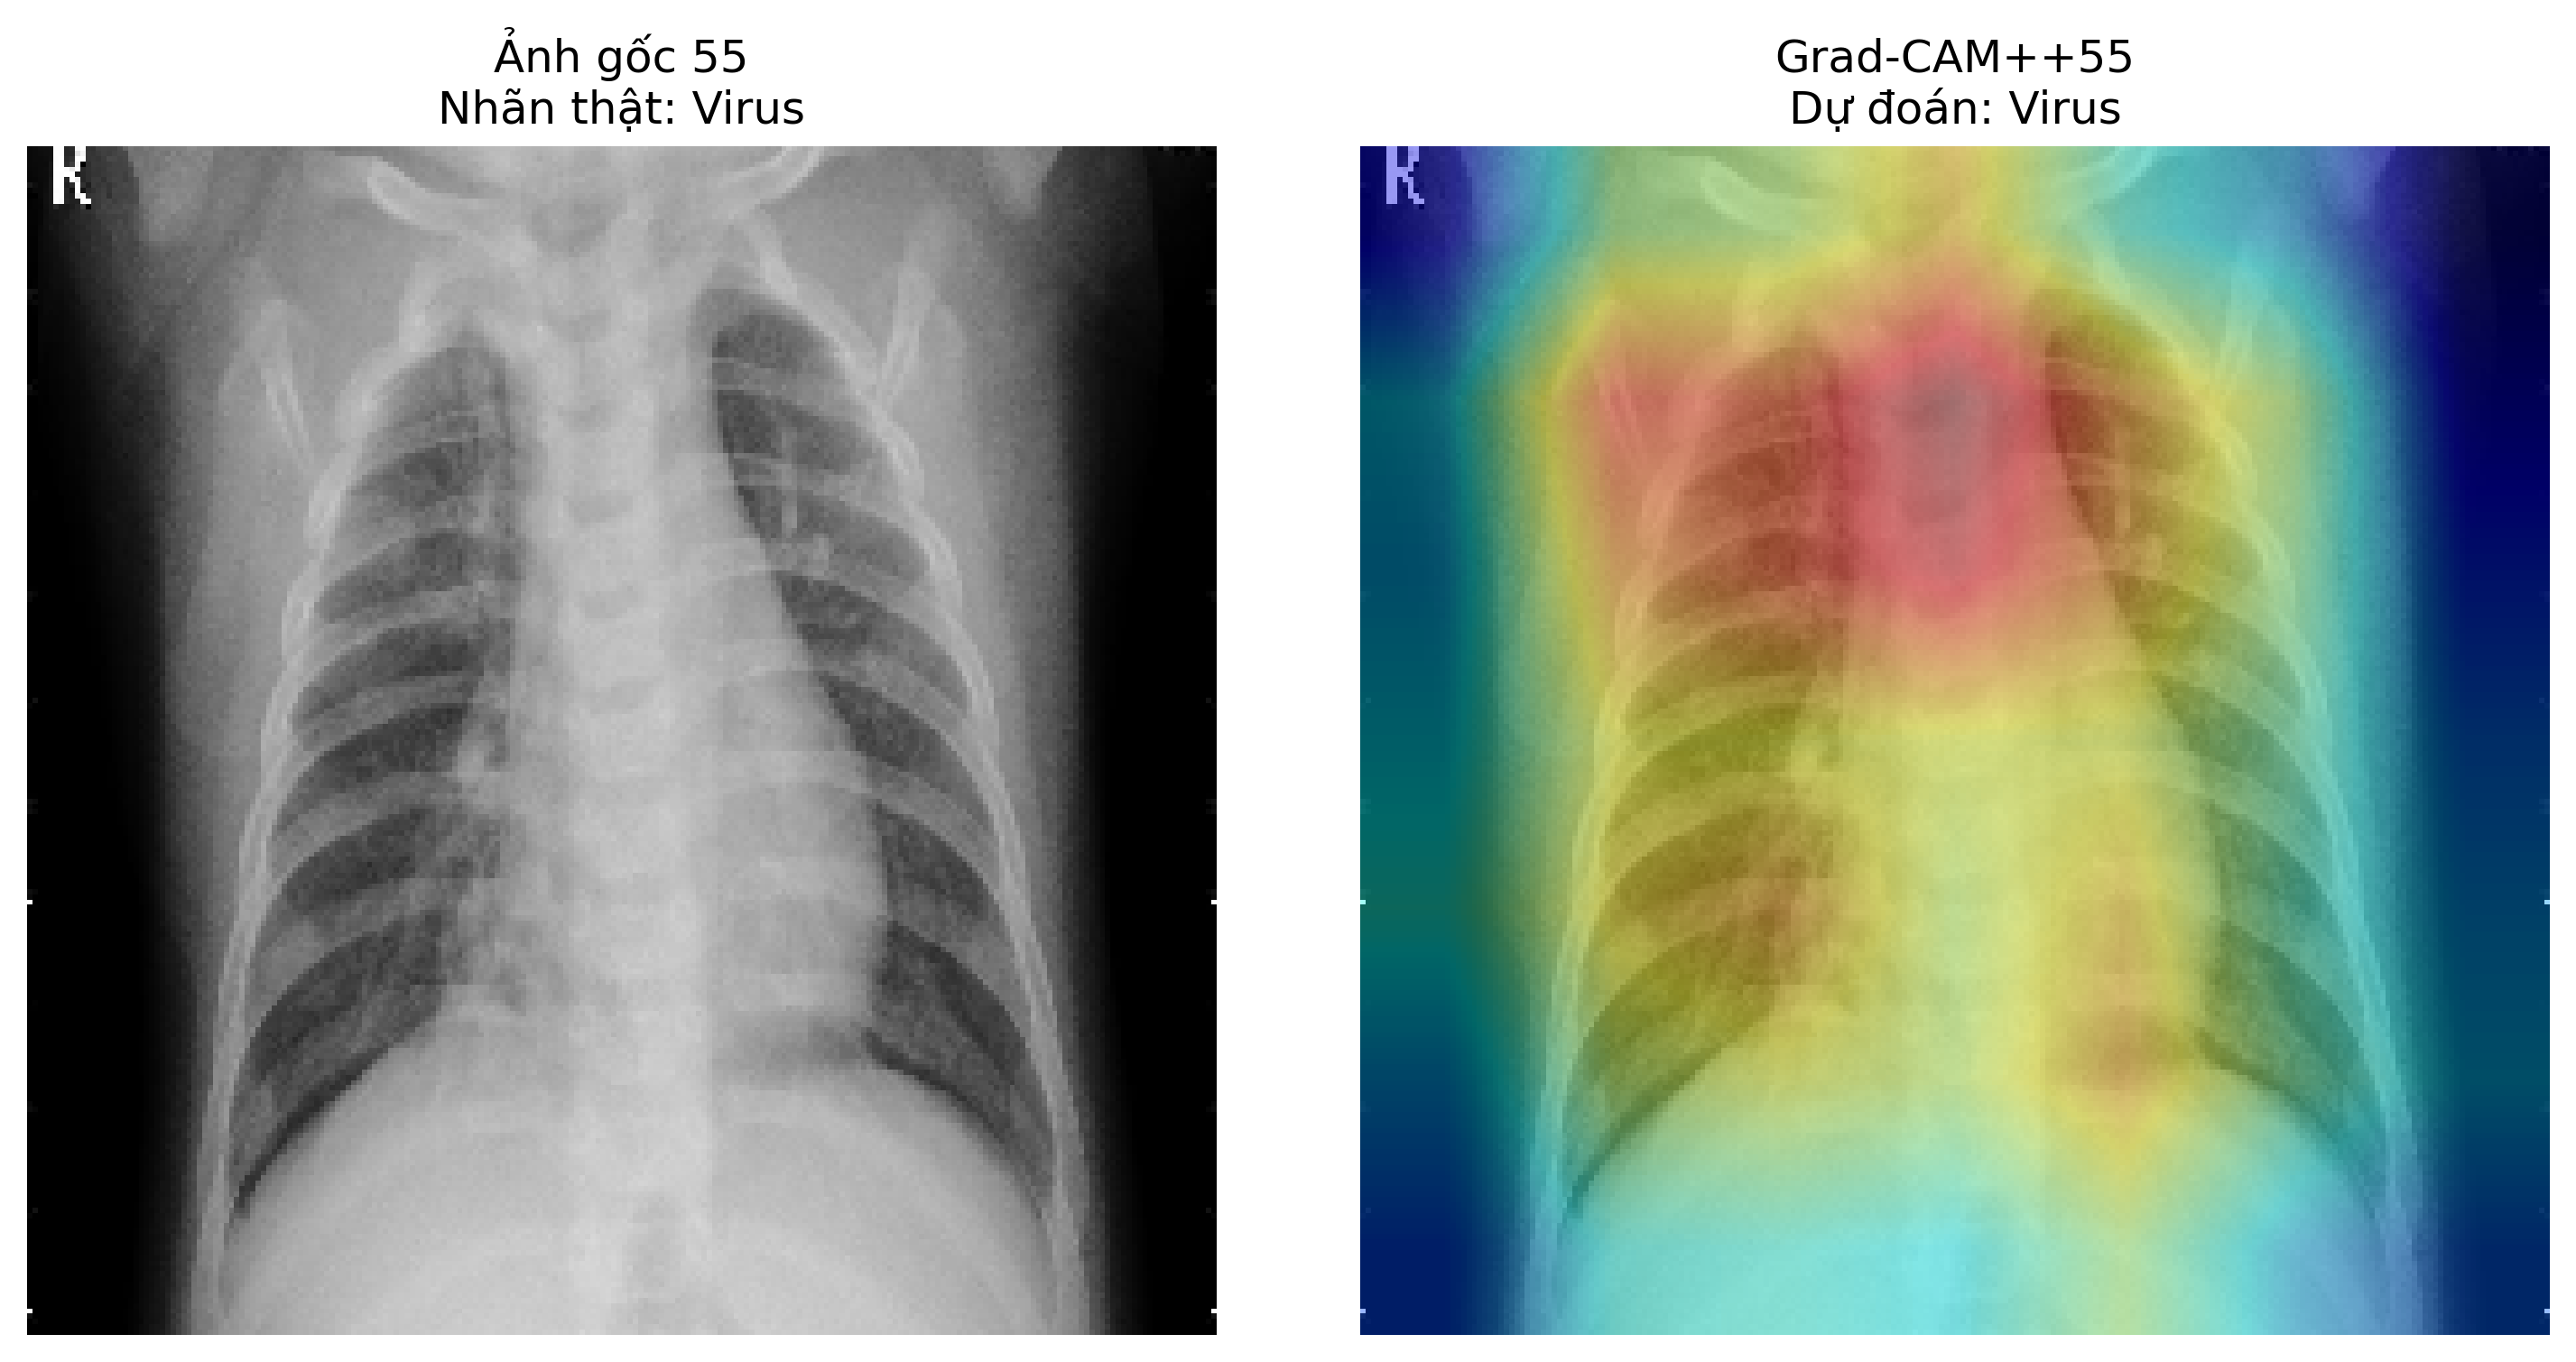 Ảnh gốc 55
Nhãn thật: Virus
Grad-CAM++55
Dự đoán: Virus
R
R